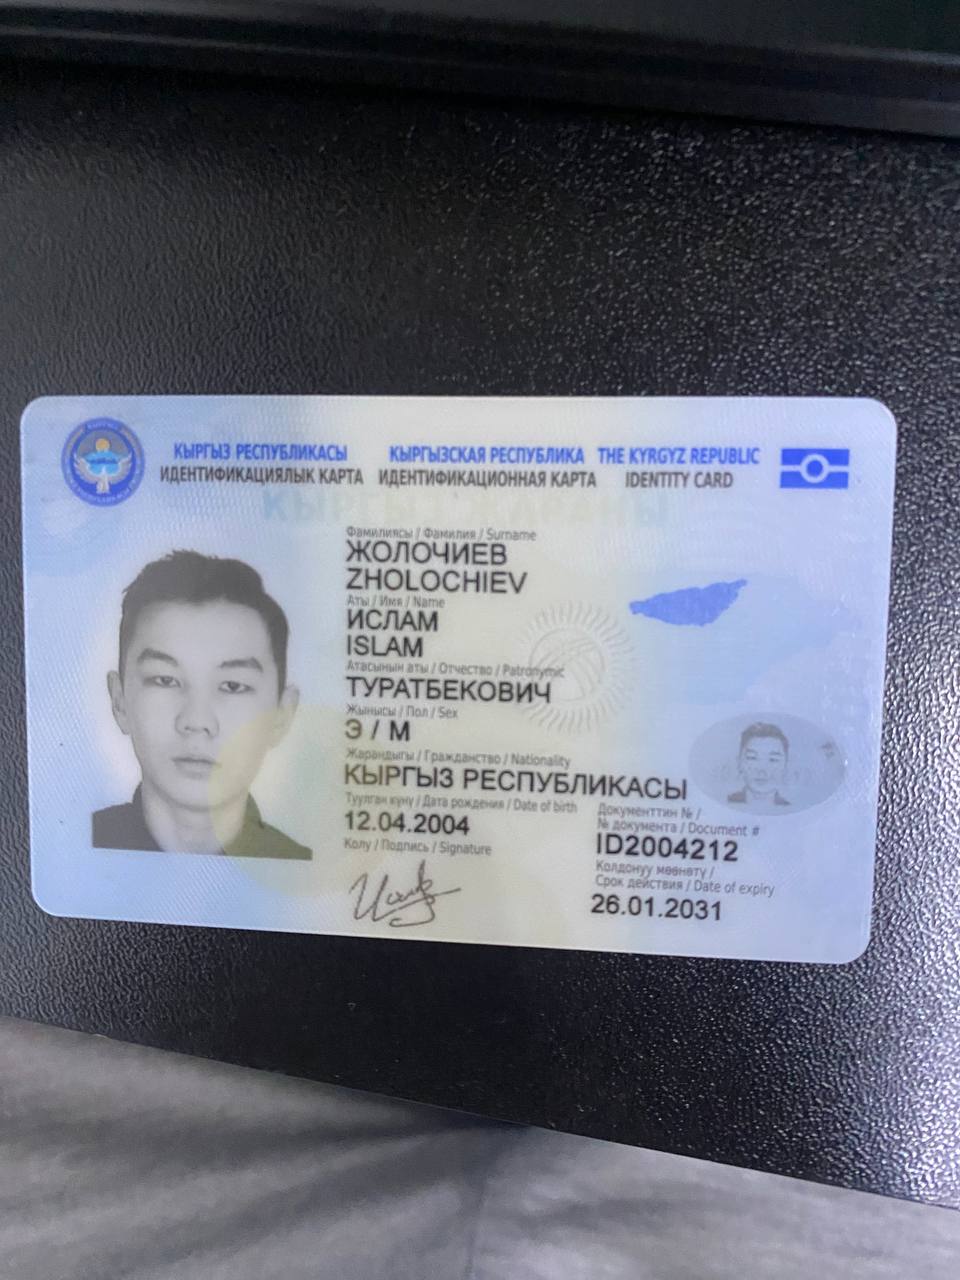 КЫРГЫЗ РЕСПУБЛИКАСЫ КЫРГЫЗСКАЯ РЕСПУБЛИКА THE KYRGYZ REPUBLIC
ИДЕНТИФИКАЦИЯЛЫК КАРТА ИДЕНТИФИКАЦИОННАЯ КАРТА IDENTITY CARD
КЫРГЫЗ ЖАРАНЫ
Фамилиясы / Фамилия / Surname
ЖОЛОЧИЕВ
ZHOLOCHIEV
Аты / Имя / Name
ИСЛАМ
ISLAM
Атасынын аты / Отчество / Patronymic
ТУРАТБЕКОВИЧ
Жынысы / Пол / Sex
Э / М
Жарандыгы / Гражданство / Nationality
КЫРГЫЗ РЕСПУБЛИКАСЫ
Туулган күнү / Дата рождения / Date of birth
12.04.2004
Колу / Подпись / Signature
Документтин № /
№ документа / Document #
ID2004212
Колдонуу мөөнөтү /
Срок действия / Date of expiry
26.01.2031